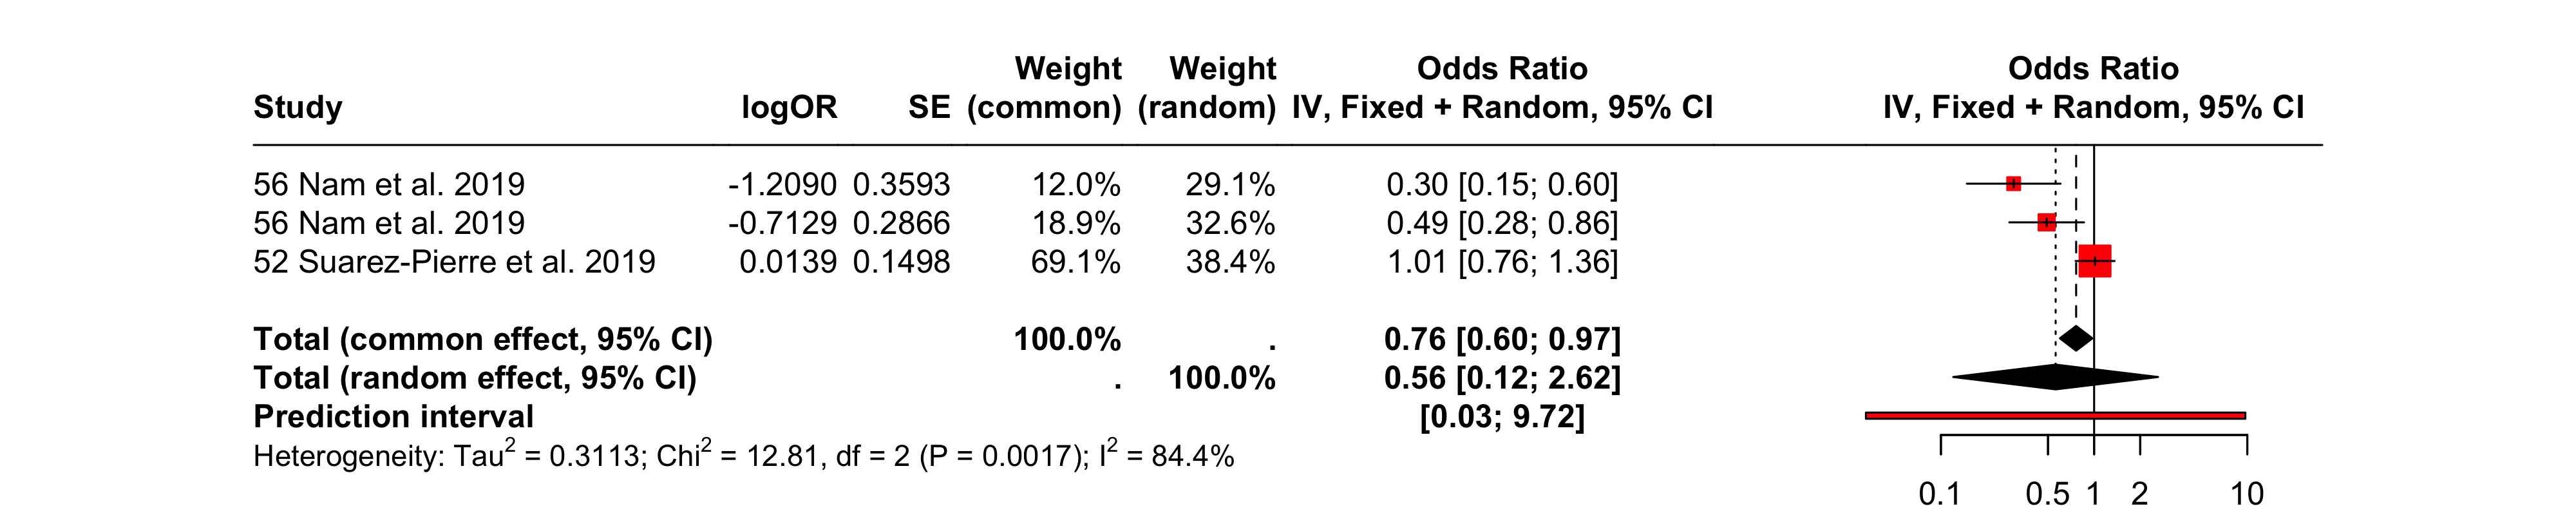 Weight Weight Odds Ratio Odds Ratio
Study logOR SE (common) (random) IV, Fixed + Random, 95% CI IV, Fixed + Random, 95% CI
56 Nam et al. 2019 -1.2090 0.3593 12.0% 29.1% 0.30 [0.15; 0.60]
56 Nam et al. 2019 -0.7129 0.2866 18.9% 32.6% 0.49 [0.28; 0.86]
52 Suarez-Pierre et al. 2019 0.0139 0.1498 69.1% 38.4% 1.01 [0.76; 1.36]
Total (common effect, 95% CI) 100.0% . 0.76 [0.60; 0.97]
Total (random effect, 95% CI) . 100.0% 0.56 [0.12; 2.62]
Prediction interval [0.03; 9.72]
Heterogeneity: Tau² = 0.3113; Chi² = 12.81, df = 2 (P = 0.0017); I² = 84.4%
0.1 0.5 1 2 10